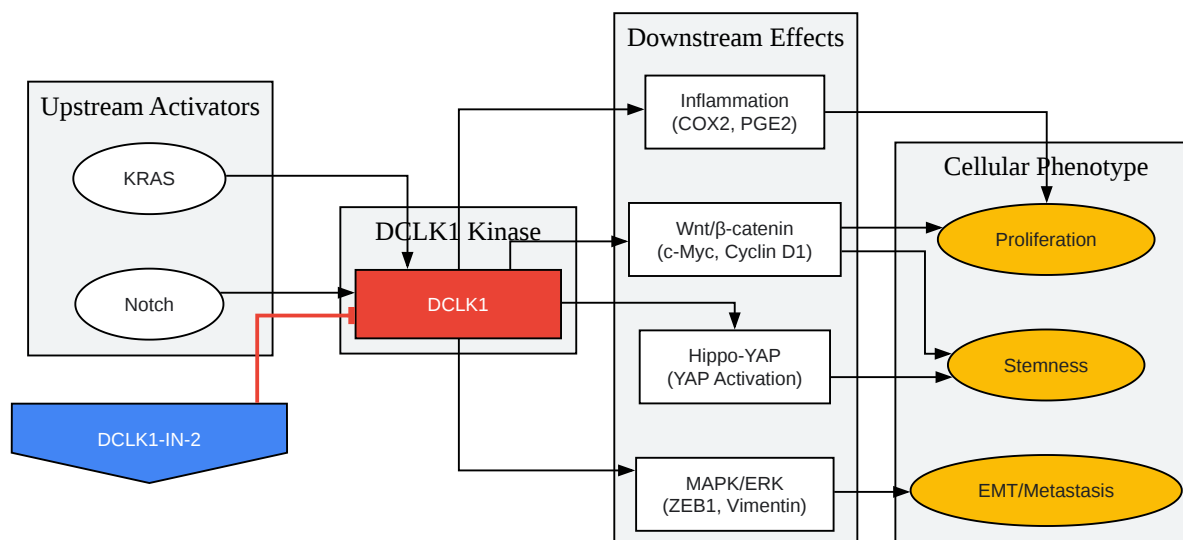 Upstream Activators
KRAS
Notch
DCLK1-IN-2
DCLK1 Kinase
DCLK1
Downstream Effects
Inflammation
(COX2, PGE2)
Wnt/β-catenin
(c-Myc, Cyclin D1)
Hippo-YAP
(YAP Activation)
MAPK/ERK
(ZEB1, Vimentin)
Cellular Phenotype
Proliferation
Stemness
EMT/Metastasis